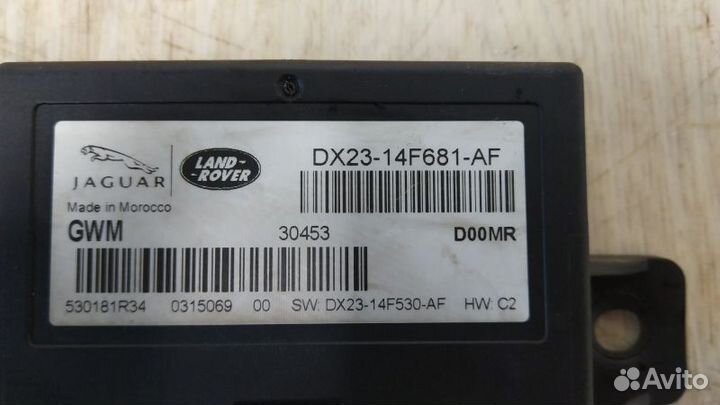 JAGUAR
LAND-
-ROVER
DX23-14F681-AF
Made in Morocco
GWM 30453 D00MR
530181R34 0315069 00 SW: DX23-14F530-AF HW: C2
Avito